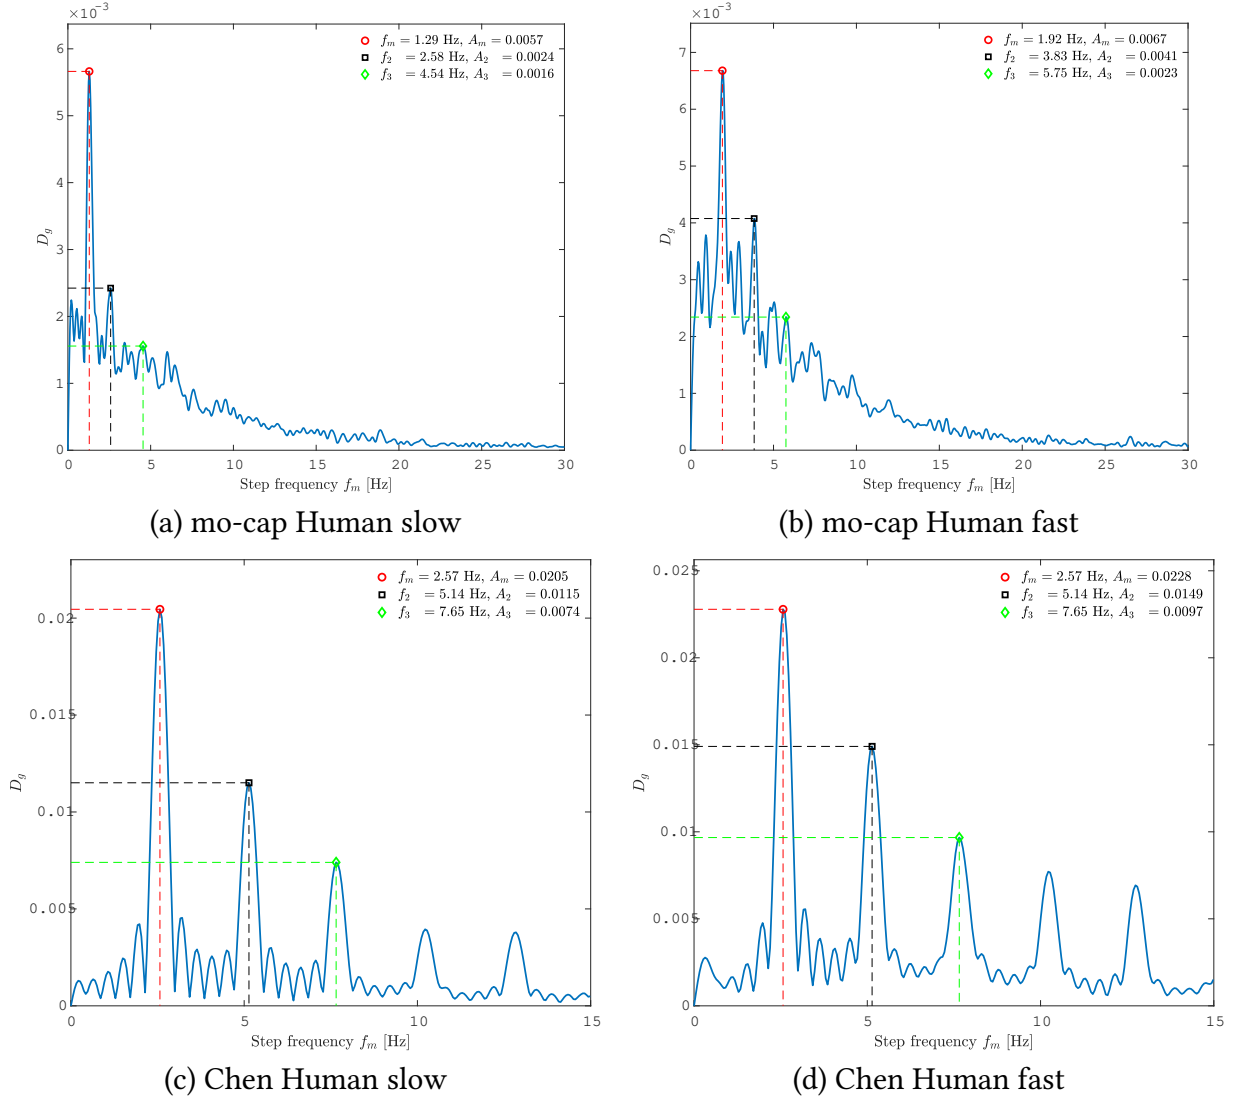 ×10⁻³
f_m = 1.29 Hz, A_m = 0.0057
f_2 = 2.58 Hz, A_2 = 0.0024
f_3 = 4.54 Hz, A_3 = 0.0016
6
5
4
3
2
1
0
D_g
0 5 10 15 20 25 30
Step frequency f_m [Hz]
(a) mo-cap Human slow
×10⁻³
f_m = 1.92 Hz, A_m = 0.0067
f_2 = 3.83 Hz, A_2 = 0.0041
f_3 = 5.75 Hz, A_3 = 0.0023
7
6
5
4
3
2
1
0
D_g
0 5 10 15 20 25 30
Step frequency f_m [Hz]
(b) mo-cap Human fast
f_m = 2.57 Hz, A_m = 0.0205
f_2 = 5.14 Hz, A_2 = 0.0115
f_3 = 7.65 Hz, A_3 = 0.0074
0.02
0.015
0.01
0.005
0
D_g
0 5 10 15
Step frequency f_m [Hz]
(c) Chen Human slow
f_m = 2.57 Hz, A_m = 0.0228
f_2 = 5.14 Hz, A_2 = 0.0149
f_3 = 7.65 Hz, A_3 = 0.0097
0.025
0.02
0.015
0.01
0.005
0
D_g
0 5 10 15
Step frequency f_m [Hz]
(d) Chen Human fast